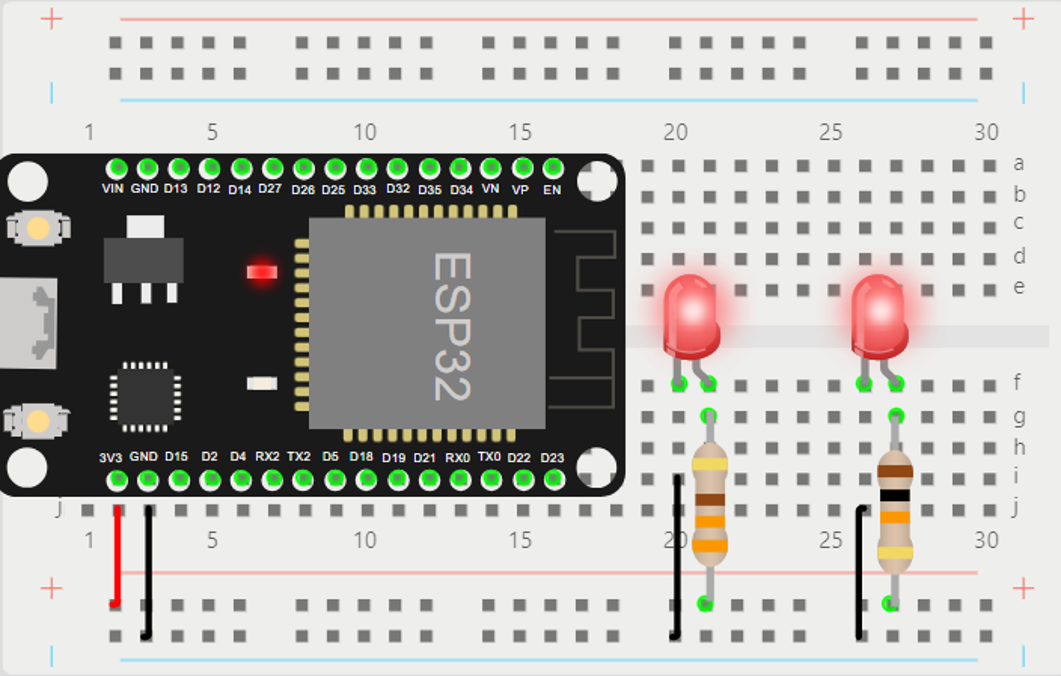 + +
1 5 10 15 20 25 30
a
VIN GND D13 D12 D14 D27 D26 D25 D33 D32 D35 D34 VN VP EN
b
c
d
ESP32
e
f
g
h
3V3 GND D15 D2 D4 RX2 TX2 D5 D18 D19 D21 RX0 TX0 D22 D23
i
J j
1 5 10 15 20 25 30
+ +